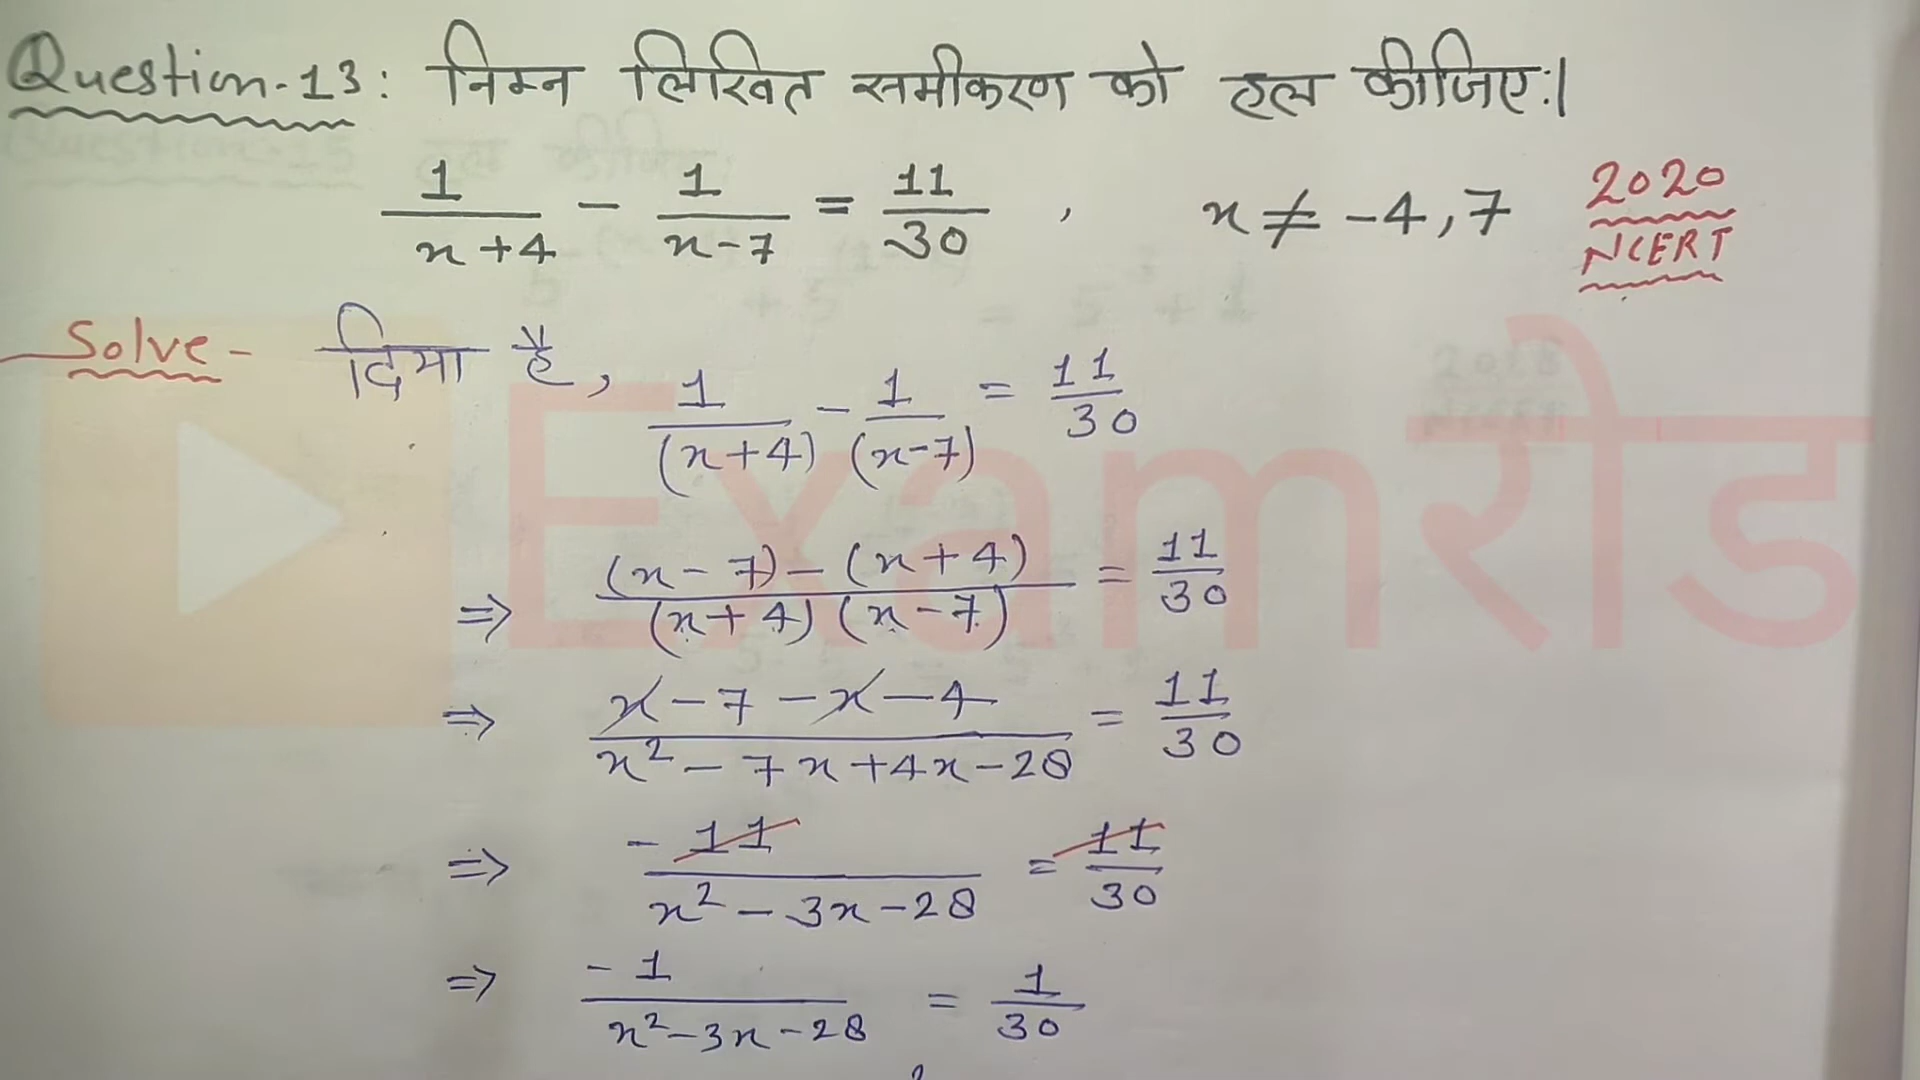 Question-13: निम्न लिखित समीकरण को हल कीजिए:|
1/(x+4) - 1/(x-7) = 11/30 , x ≠ -4, 7
2020
NCERT
Solve - दिया है, 1/(x+4) - 1/(x-7) = 11/30
⇒ ((x-7)-(x+4))/((x+4)(x-7)) = 11/30
⇒ (x-7-x-4)/(x²-7x+4x-28) = 11/30
⇒ -11/(x²-3x-28) = 11/30
⇒ -1/(x²-3x-28) = 1/30
Examरीड